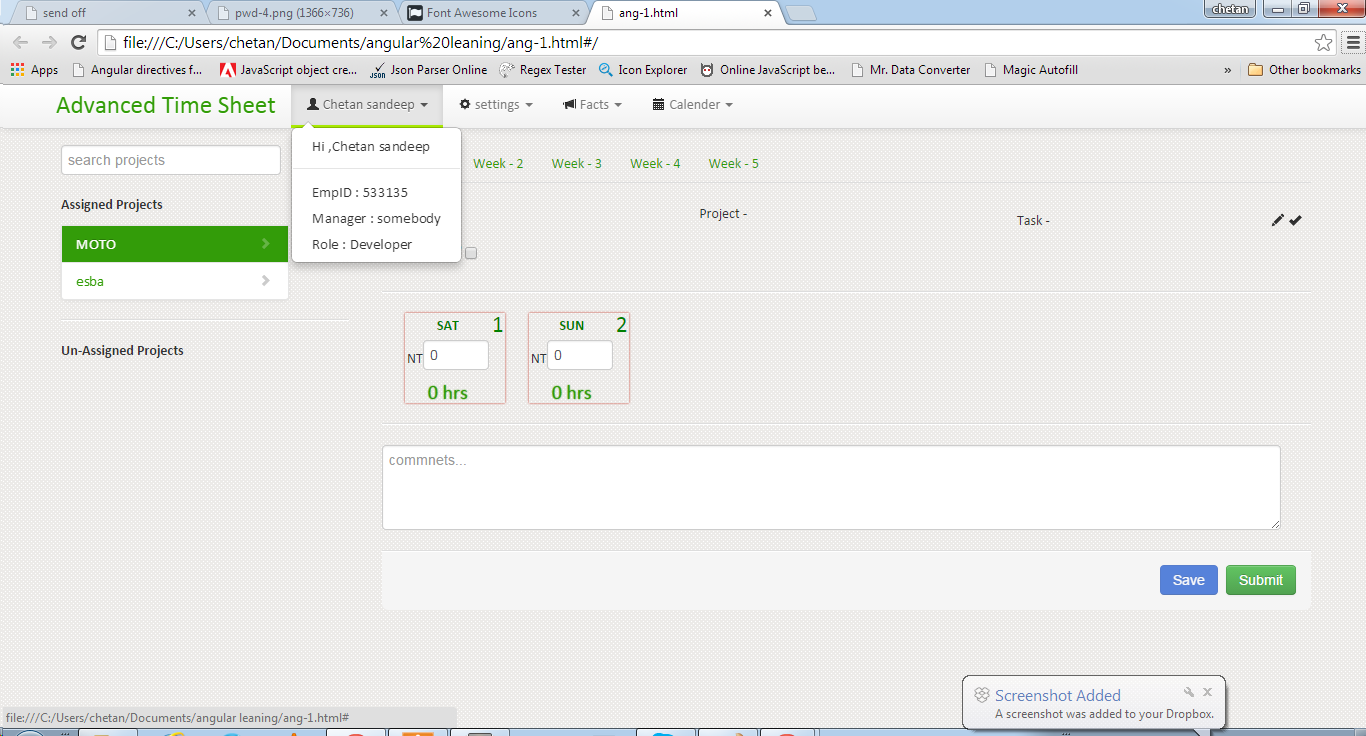 send off
pwd-4.png (1366×736)
Font Awesome Icons
ang-1.html
chetan
file:///C:/Users/chetan/Documents/angular%20leaning/ang-1.html#/
Apps
Angular directives f...
JavaScript object cre...
Json Parser Online
Regex Tester
Icon Explorer
Online JavaScript be...
Mr. Data Converter
Magic Autofill
»
Other bookmarks
Advanced Time Sheet
Chetan sandeep
settings
Facts
Calender
Hi ,Chetan sandeep
EmpID : 533135
Manager : somebody
Role : Developer
search projects
Assigned Projects
MOTO
esba
Un-Assigned Projects
Week - 2
Week - 3
Week - 4
Week - 5
Project -
Task -
SAT 1
NT 0
0 hrs
SUN 2
NT 0
0 hrs
commnets...
Save
Submit
Screenshot Added
A screenshot was added to your Dropbox.
file:///C:/Users/chetan/Documents/angular leaning/ang-1.html#